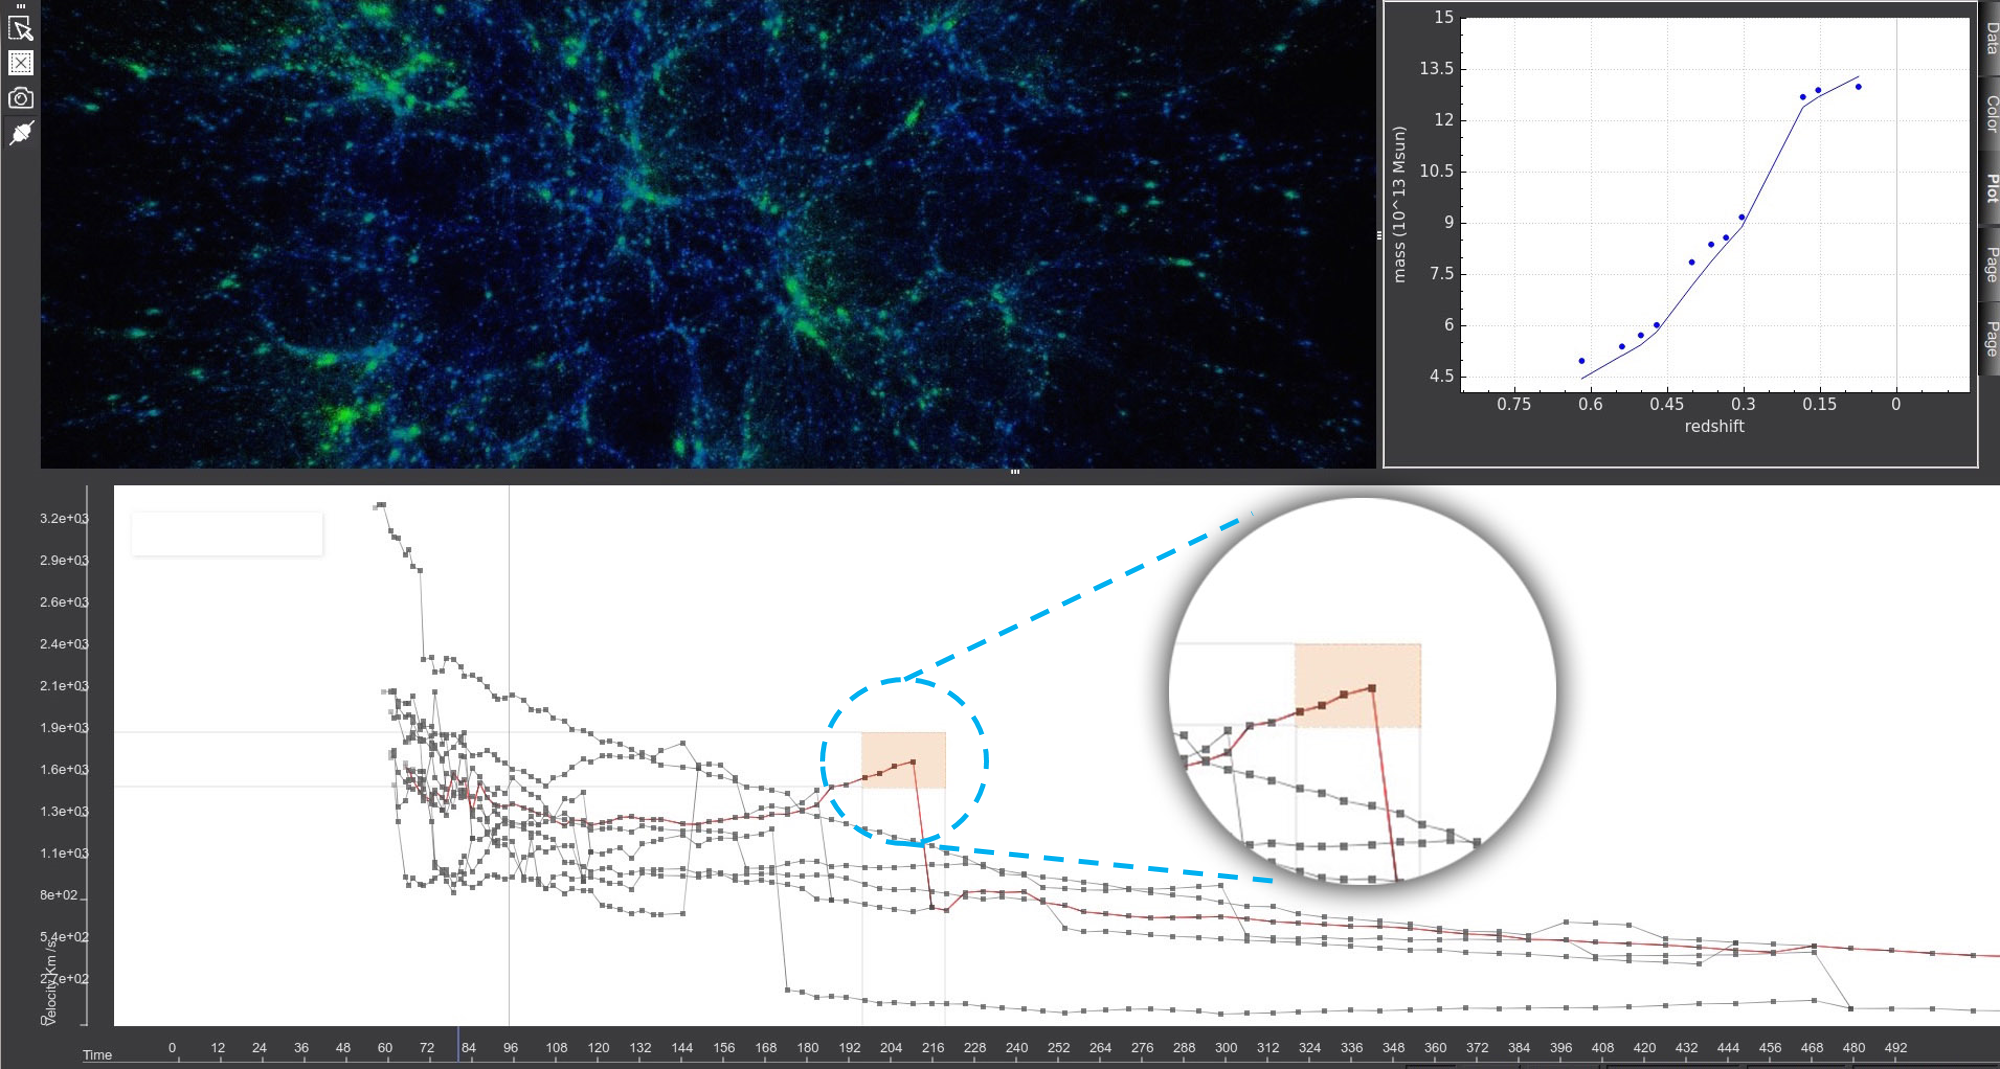 15
13.5
12
10.5
9
7.5
6
4.5
mass (10^13 Msun)
0.75 0.6 0.45 0.3 0.15 0
redshift
Data
Color
Plot
Page
Page
3.2e+03
2.9e+03
2.6e+03
2.4e+03
2.1e+03
1.9e+03
1.6e+03
1.3e+03
1.1e+03
8e+02
5.4e+02
2.7e+02
0
Velocity Km /s
Time 0 12 24 36 48 60 72 84 96 108 120 132 144 156 168 180 192 204 216 228 240 252 264 276 288 300 312 324 336 348 360 372 384 396 408 420 432 444 456 468 480 492